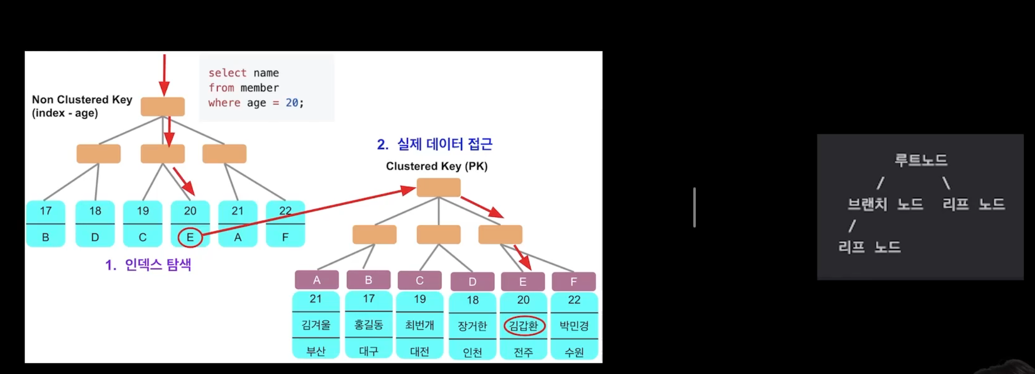 select name
from member
where age = 20;
Non Clustered Key
(index - age)
17 18 19 20 21 22
B D C E A F
1. 인덱스 탐색
2. 실제 데이터 접근
Clustered Key (PK)
A B C D E F
21 17 19 18 20 22
김겨울 홍길동 최번개 장거한 김갑환 박민경
부산 대구 대전 인천 전주 수원
루트노드
/ \
브랜치 노드 리프 노드
/
리프 노드